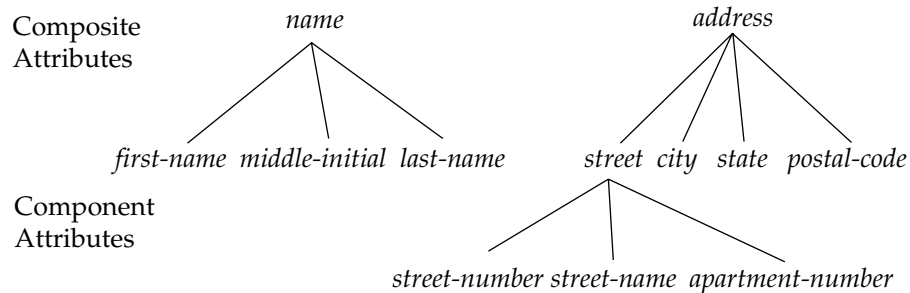 Composite
Attributes
name
address
first-name middle-initial last-name
street city state postal-code
Component
Attributes
street-number street-name apartment-number